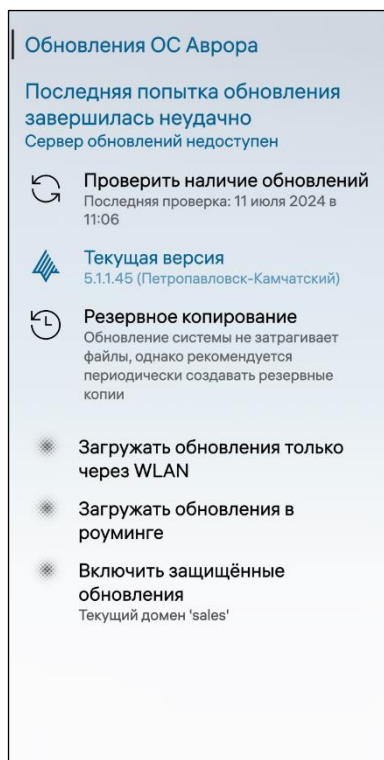 Обновления ОС Аврора
Последняя попытка обновления
завершилась неудачно
Сервер обновлений недоступен
Проверить наличие обновлений
Последняя проверка: 11 июля 2024 в
11:06
Текущая версия
5.1.1.45 (Петропавловск-Камчатский)
Резервное копирование
Обновление системы не затрагивает
файлы, однако рекомендуется
периодически создавать резервные
копии
Загружать обновления только
через WLAN
Загружать обновления в
роуминге
Включить защищённые
обновления
Текущий домен 'sales'